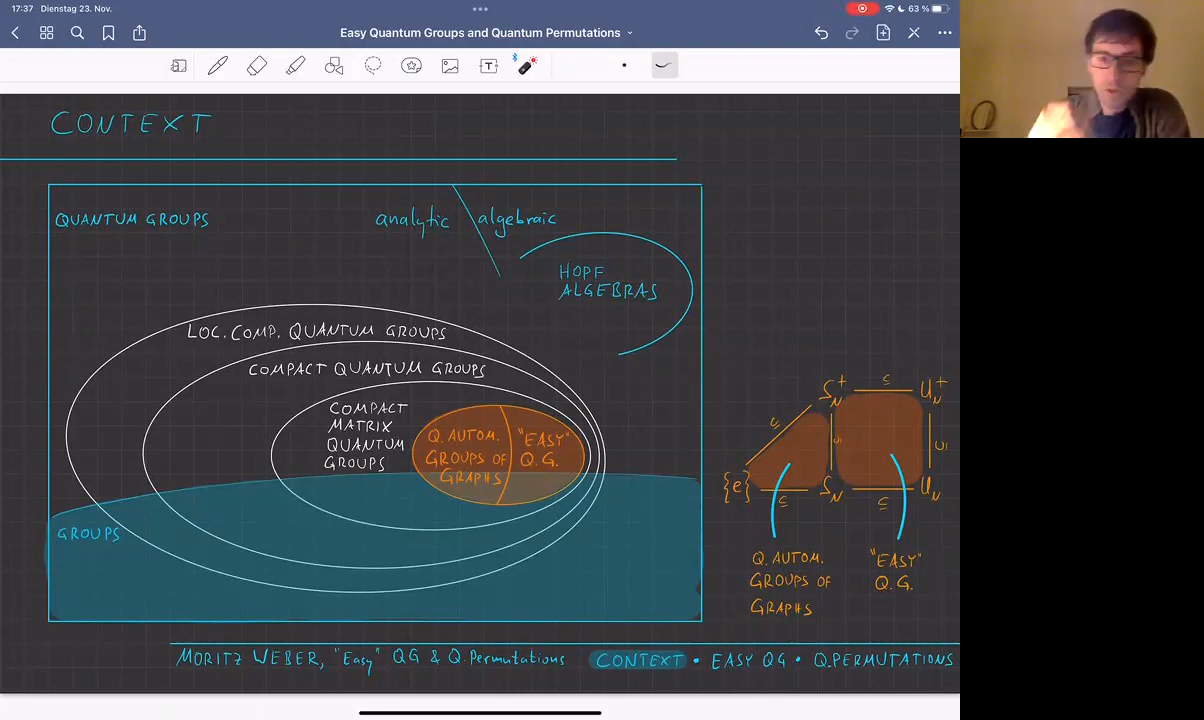 17:37 Dienstag 23. Nov.
63 %
Easy Quantum Groups and Quantum Permutations
CONTEXT
QUANTUM GROUPS
analytic
algebraic
HOPF
ALGEBRAS
LOC. COMP. QUANTUM GROUPS
COMPACT QUANTUM GROUPS
COMPACT
MATRIX
QUANTUM
GROUPS
Q. AUTOM.
GROUPS OF
GRAPHS
"EASY"
Q.G.
GROUPS
S_N^+ ⊆ U_N^+
⊆ ⊆ ⊆
{e} ⊆ S_N ⊆ U_N
Q. AUTOM.
GROUPS OF
GRAPHS
"EASY"
Q.G.
MORITZ WEBER, "Easy" QG & Q.Permutations CONTEXT • EASY QG • Q.PERMUTATIONS